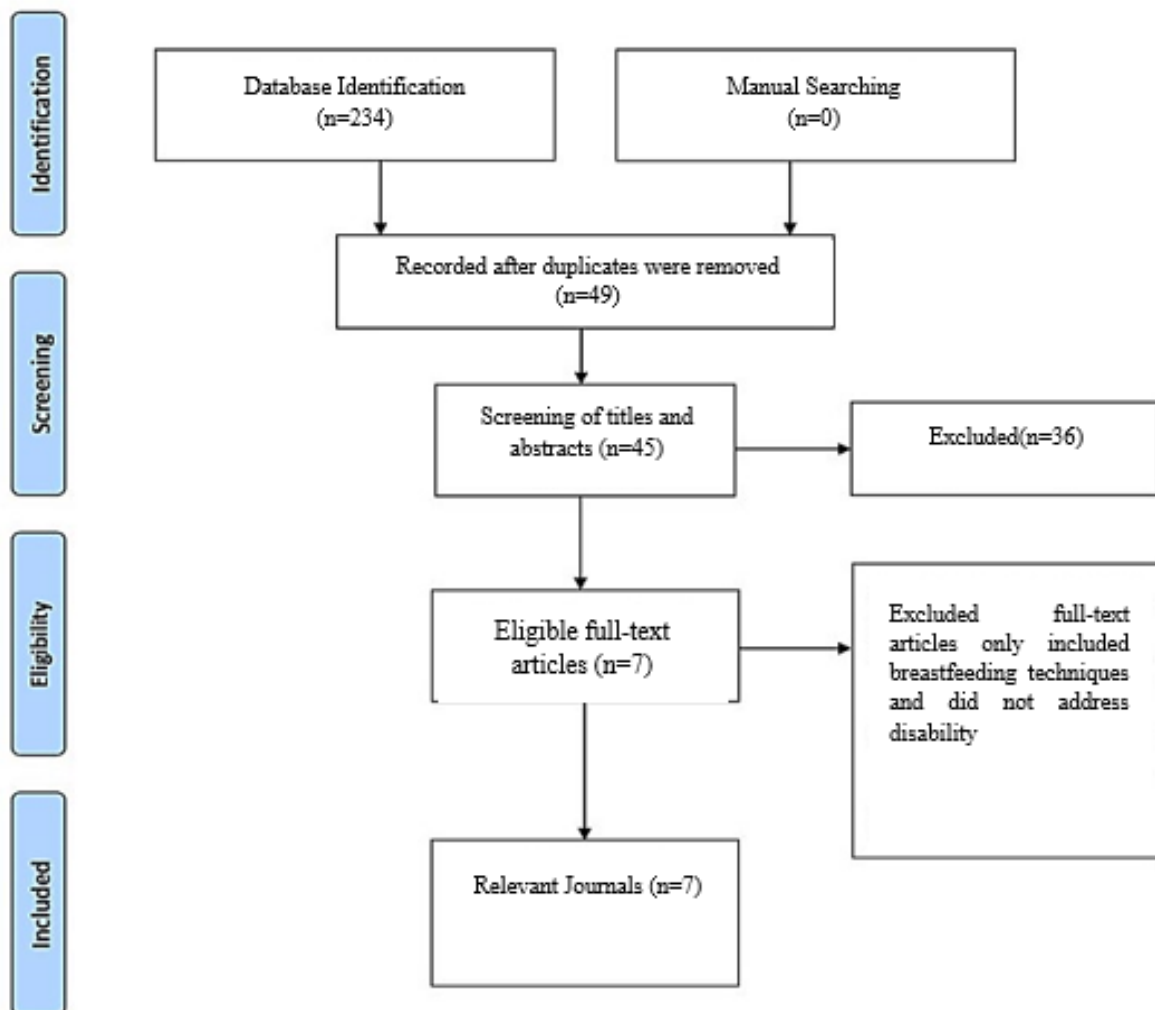 Identification
Database Identification
(n=234)
Manual Searching
(n=0)
Recorded after duplicates were removed
(n=49)
Screening
Screening of titles and
abstracts (n=45)
Excluded(n=36)
Eligibility
Eligible full-text
articles (n=7)
Excluded full-text
articles only included
breastfeeding techniques
and did not address
disability
Included
Relevant Journals (n=7)